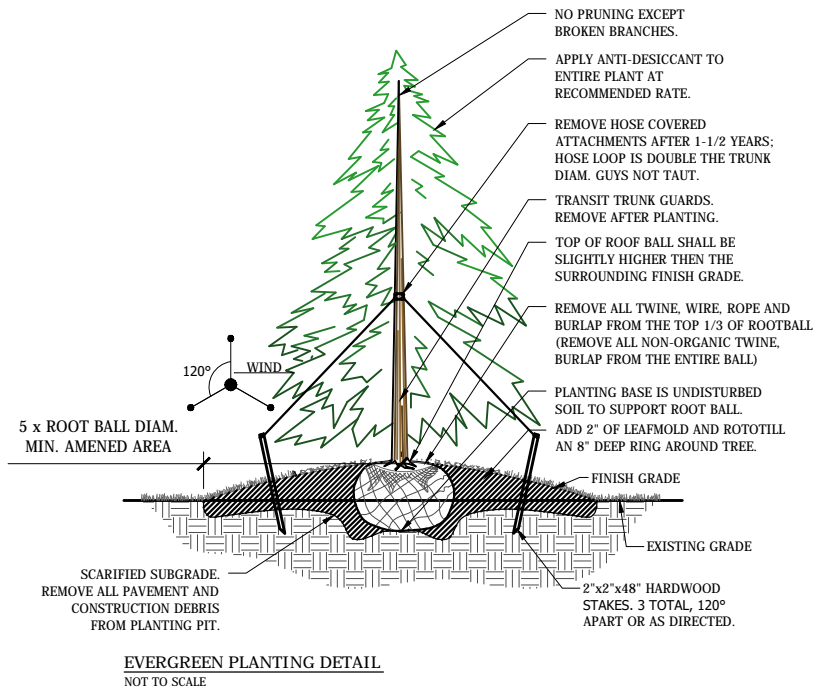 NO PRUNING EXCEPT
BROKEN BRANCHES.
APPLY ANTI-DESICCANT TO
ENTIRE PLANT AT
RECOMMENDED RATE.
REMOVE HOSE COVERED
ATTACHMENTS AFTER 1-1/2 YEARS;
HOSE LOOP IS DOUBLE THE TRUNK
DIAM. GUYS NOT TAUT.
TRANSIT TRUNK GUARDS.
REMOVE AFTER PLANTING.
TOP OF ROOF BALL SHALL BE
SLIGHTLY HIGHER THEN THE
SURROUNDING FINISH GRADE.
REMOVE ALL TWINE, WIRE, ROPE AND
BURLAP FROM THE TOP 1/3 OF ROOTBALL
(REMOVE ALL NON-ORGANIC TWINE,
BURLAP FROM THE ENTIRE BALL)
PLANTING BASE IS UNDISTURBED
SOIL TO SUPPORT ROOT BALL.
ADD 2" OF LEAFMOLD AND ROTOTILL
AN 8" DEEP RING AROUND TREE.
FINISH GRADE
EXISTING GRADE
2"x2"x48" HARDWOOD
STAKES. 3 TOTAL, 120°
APART OR AS DIRECTED.
120°
WIND
5 x ROOT BALL DIAM.
MIN. AMENED AREA
SCARIFIED SUBGRADE.
REMOVE ALL PAVEMENT AND
CONSTRUCTION DEBRIS
FROM PLANTING PIT.
EVERGREEN PLANTING DETAIL
NOT TO SCALE